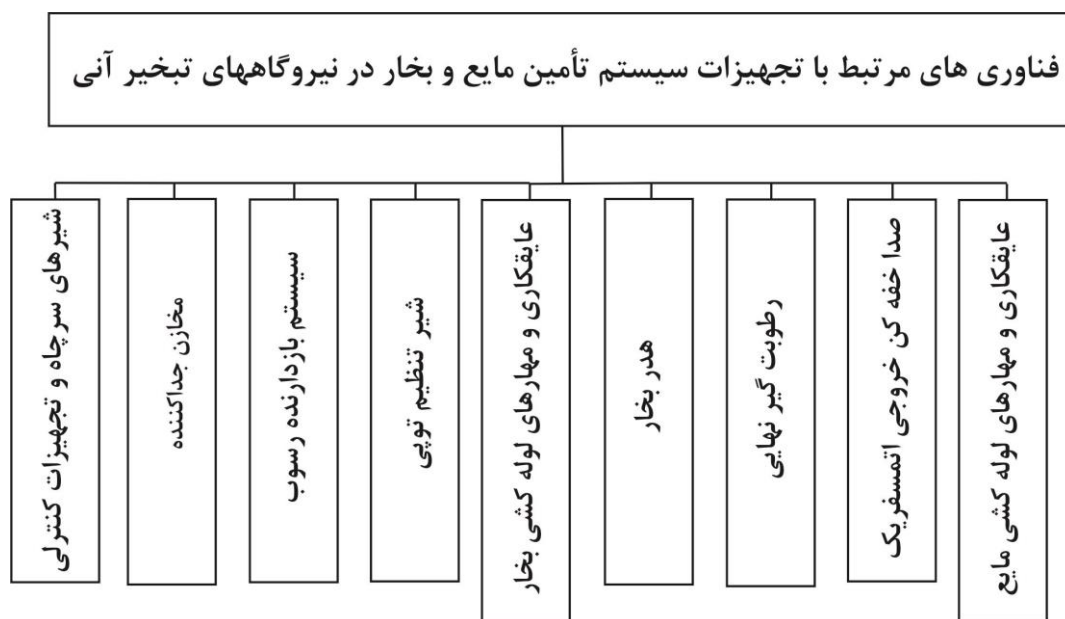 فناوری های مرتبط با تجهیزات سیستم تأمین مایع و بخار در نیروگاههای تبخیر آنی
عایقکاری و مهارهای لوله کشی مایع
صدا خفه کن خروجی اتمسفریک
رطوبت گیر نهایی
هدر بخار
عایقکاری و مهارهای لوله کشی بخار
شیر تنظیم توپی
سیستم بازدارنده رسوب
مخازن جداکننده
شیرهای سرچاه و تجهیزات کنترلی